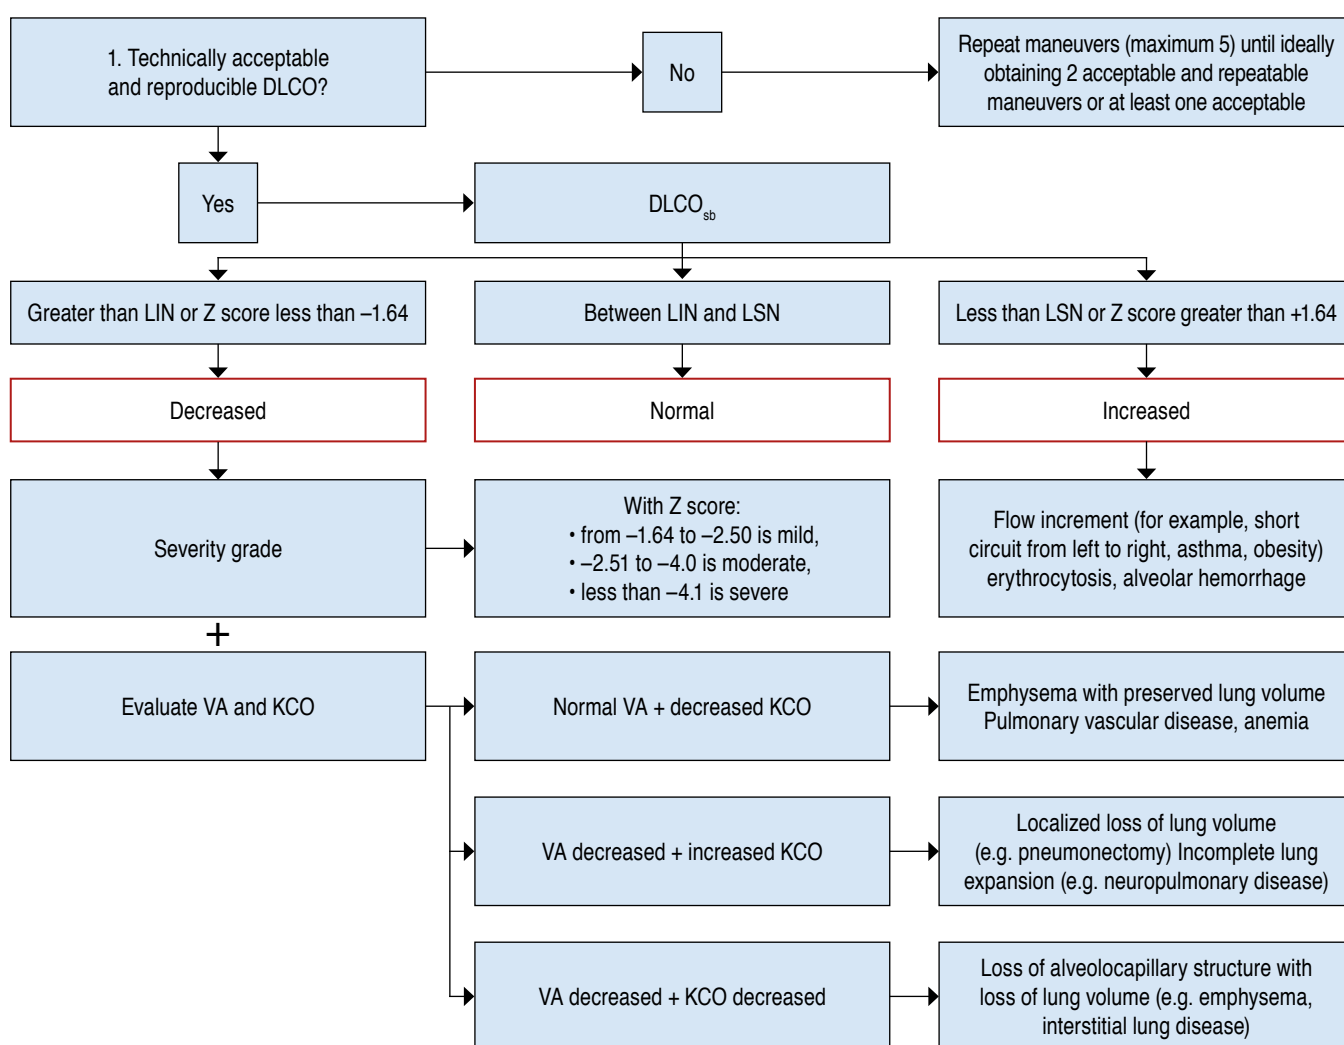 1. Technically acceptable
and reproducible DLCO?
No
Repeat maneuvers (maximum 5) until ideally
obtaining 2 acceptable and repeatable
maneuvers or at least one acceptable
Yes
DLCOsb
Greater than LIN or Z score less than –1.64
Between LIN and LSN
Less than LSN or Z score greater than +1.64
Decreased
Normal
Increased
Severity grade
With Z score:
• from –1.64 to –2.50 is mild,
• –2.51 to –4.0 is moderate,
• less than –4.1 is severe
Flow increment (for example, short
circuit from left to right, asthma, obesity)
erythrocytosis, alveolar hemorrhage
+
Evaluate VA and KCO
Normal VA + decreased KCO
Emphysema with preserved lung volume
Pulmonary vascular disease, anemia
VA decreased + increased KCO
Localized loss of lung volume
(e.g. pneumonectomy) Incomplete lung
expansion (e.g. neuropulmonary disease)
VA decreased + KCO decreased
Loss of alveolocapillary structure with
loss of lung volume (e.g. emphysema,
interstitial lung disease)